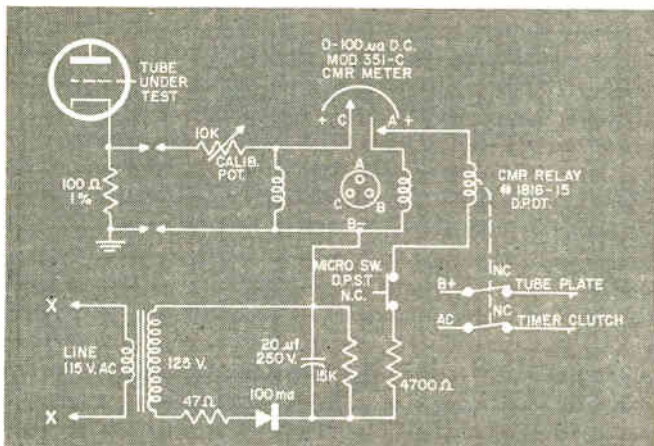 TUBE
UNDER
TEST
0-100 µa D.C.
MOD 351-C
CMR METER
+ C
A +
10K
CALIB.
POT.
A
C
B
B-
100 Ω
1%
CMR RELAY
# 1816-15
D.P.D.T.
MICRO SW.
D.P.S.T
N.C.
NC
B+
TUBE PLATE
NC
AC
TIMER CLUTCH
X
LINE
115 V. AC
X
125 V.
20 µf
250 V.
15K
4700 Ω
47 Ω
100 ma